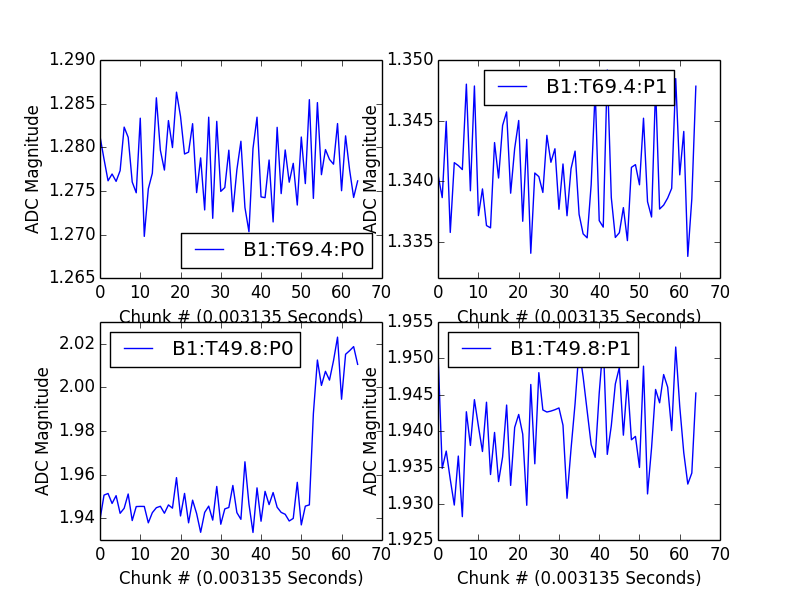 1.290
1.285
1.280
1.275
1.270
1.265
ADC Magnitude
B1:T69.4:P0
0 10 20 30 40 50 60 70
Chunk # (0.003135 Seconds)
1.350
1.345
1.340
1.335
ADC Magnitude
B1:T69.4:P1
0 10 20 30 40 50 60 70
Chunk # (0.003135 Seconds)
2.02
2.00
1.98
1.96
1.94
ADC Magnitude
B1:T49.8:P0
0 10 20 30 40 50 60 70
Chunk # (0.003135 Seconds)
1.955
1.950
1.945
1.940
1.935
1.930
1.925
ADC Magnitude
B1:T49.8:P1
0 10 20 30 40 50 60 70
Chunk # (0.003135 Seconds)